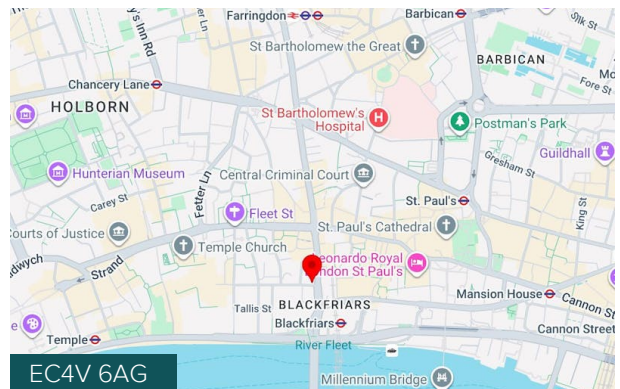 Farringdon
Barbican
Silk St
St Bartholomew the Great
BARBICAN
Chancery Lane
Fore St
HOLBORN
St Bartholomew's
Hospital
Postman's Park
Guildhall
Gresham St
Hunterian Museum
Central Criminal Court
Fetter Ln
Carey St
St. Paul's
King St
Fleet St
St. Paul's Cathedral
Courts of Justice
Temple Church
Strand
Leonardo Royal
London St Paul's
Mansion House
Cannon St
Tallis St
BLACKFRIARS
Blackfriars
Cannon Street
Temple
River Fleet
EC4V 6AG
Millennium Bridge